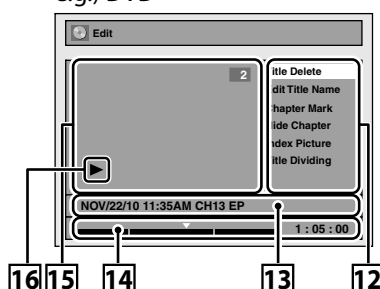 Edit
2
itle Delete
dit Title Name
hapter Mark
ide Chapter
ndex Picture
itle Dividing
NOV/22/10 11:35AM CH13 EP
1 : 05 : 00
16 15 14 13 12